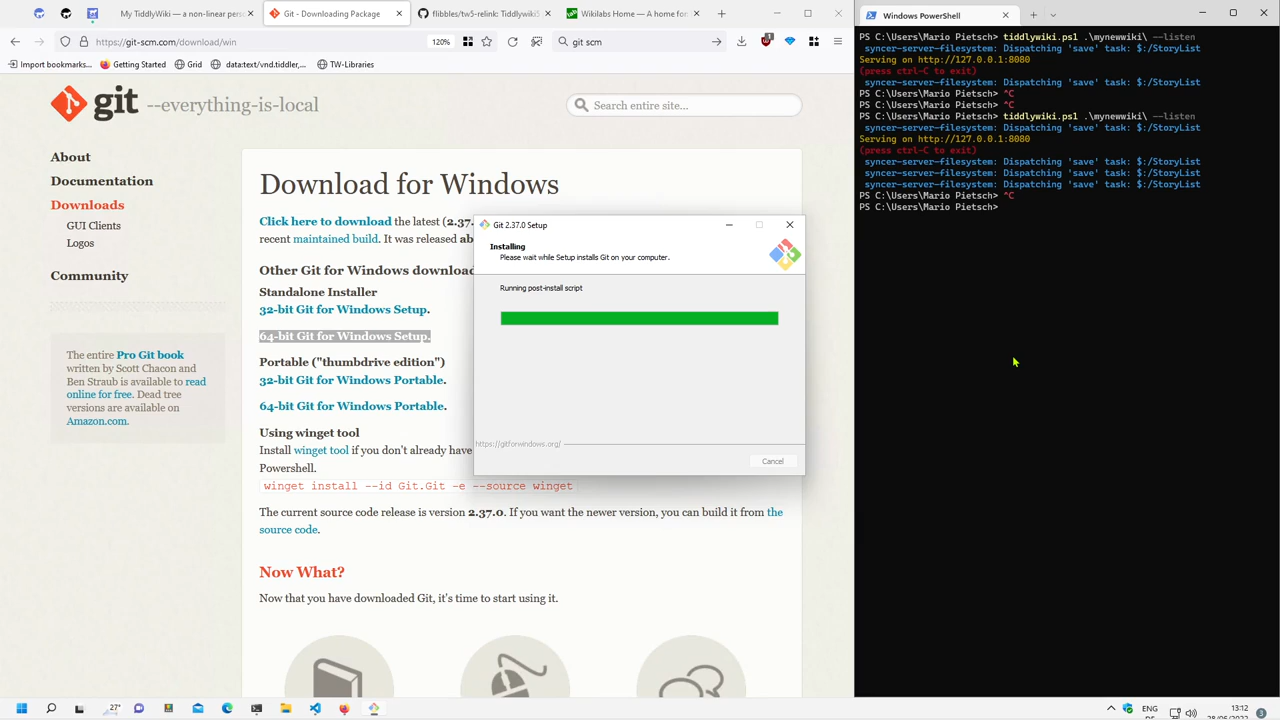 My TiddlyWiki — a non-linear pers
Git - Downloading Package
flibbles/tw5-relink: Tiddlywiki5
Wikilabs Home — A home for
https://git-scm.com/download/win
120%
git scm
Import bookmarks...
Getting Started
Grid
data:text/vnd.tiddler,...
TW-Libraries
git --everything-is-local
Search entire site...
About
Documentation
Downloads
GUI Clients
Logos
Community
The entire Pro Git book
written by Scott Chacon and
Ben Straub is available to read
online for free. Dead tree
versions are available on
Amazon.com.
Download for Windows
Click here to download the latest (2.37.
recent maintained build. It was released ab
Other Git for Windows download
Standalone Installer
32-bit Git for Windows Setup.
64-bit Git for Windows Setup.
Portable ("thumbdrive edition")
32-bit Git for Windows Portable.
64-bit Git for Windows Portable.
Using winget tool
Install winget tool if you don't already have
Powershell.
winget install --id Git.Git -e --source winget
The current source code release is version 2.37.0. If you want the newer version, you can build it from the
source code.
Now What?
Now that you have downloaded Git, it's time to start using it.
Git 2.37.0 Setup
Installing
Please wait while Setup installs Git on your computer.
Running post-install script
https://gitforwindows.org/
Cancel
Windows PowerShell
PS C:\Users\Mario Pietsch> tiddlywiki.ps1 .\mynewwiki\ --listen
syncer-server-filesystem: Dispatching 'save' task: $:/StoryList
Serving on http://127.0.0.1:8080
(press ctrl-C to exit)
syncer-server-filesystem: Dispatching 'save' task: $:/StoryList
PS C:\Users\Mario Pietsch> ^C
PS C:\Users\Mario Pietsch> ^C
PS C:\Users\Mario Pietsch> tiddlywiki.ps1 .\mynewwiki\ --listen
syncer-server-filesystem: Dispatching 'save' task: $:/StoryList
Serving on http://127.0.0.1:8080
(press ctrl-C to exit)
syncer-server-filesystem: Dispatching 'save' task: $:/StoryList
syncer-server-filesystem: Dispatching 'save' task: $:/StoryList
syncer-server-filesystem: Dispatching 'save' task: $:/StoryList
PS C:\Users\Mario Pietsch> ^C
PS C:\Users\Mario Pietsch>
27°
ENG
13:12